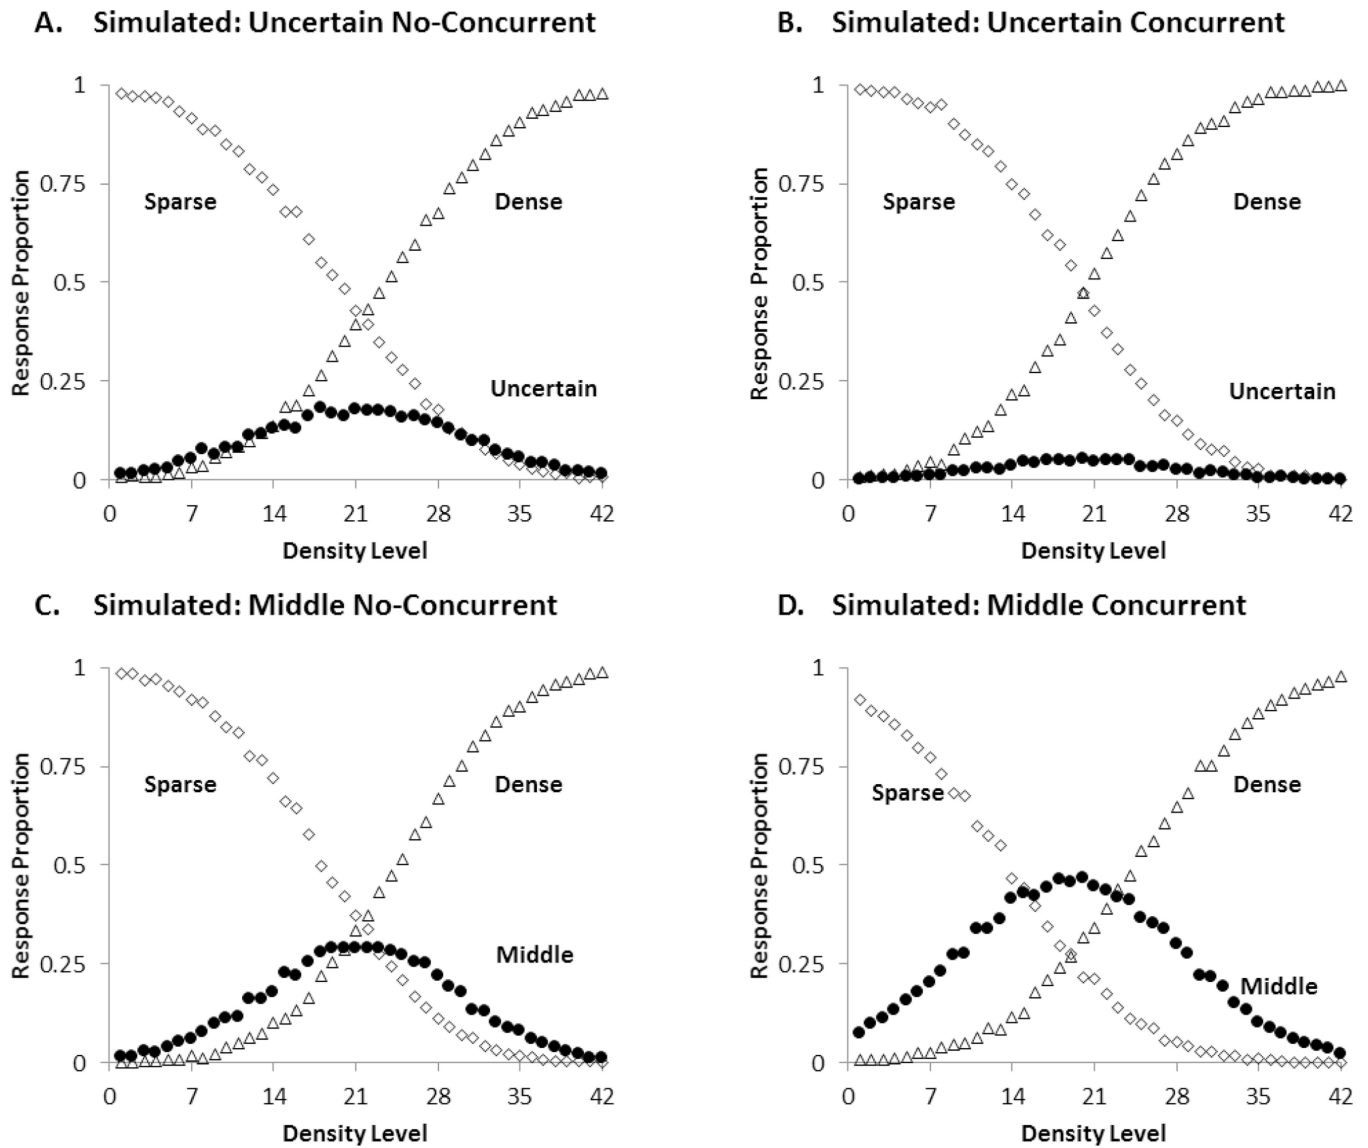 A. Simulated: Uncertain No-Concurrent
Response Proportion
1
0.75
0.5
0.25
0
Sparse
Dense
Uncertain
0 7 14 21 28 35 42
Density Level
B. Simulated: Uncertain Concurrent
Response Proportion
1
0.75
0.5
0.25
0
Sparse
Dense
Uncertain
0 7 14 21 28 35 42
Density Level
C. Simulated: Middle No-Concurrent
Response Proportion
1
0.75
0.5
0.25
0
Sparse
Dense
Middle
0 7 14 21 28 35 42
Density Level
D. Simulated: Middle Concurrent
Response Proportion
1
0.75
0.5
0.25
0
Sparse
Dense
Middle
0 7 14 21 28 35 42
Density Level